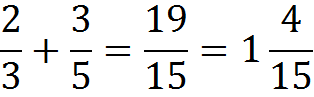 2/3 + 3/5 = 19/15 = 1 4/15